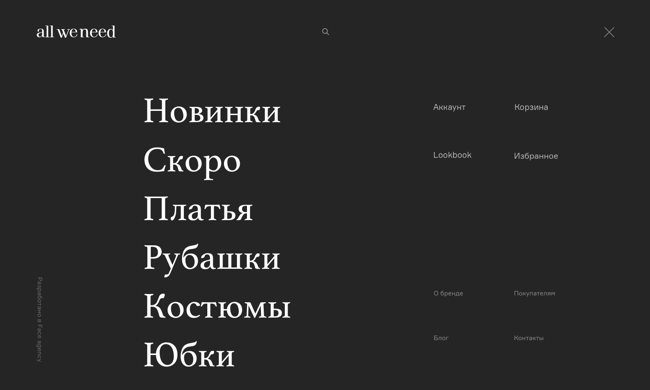 all we need
Новинки
Скоро
Платья
Рубашки
Костюмы
Юбки
Аккаунт
Корзина
Lookbook
Избранное
О бренде
Покупателям
Блог
Контакты
Разработано в Face agency